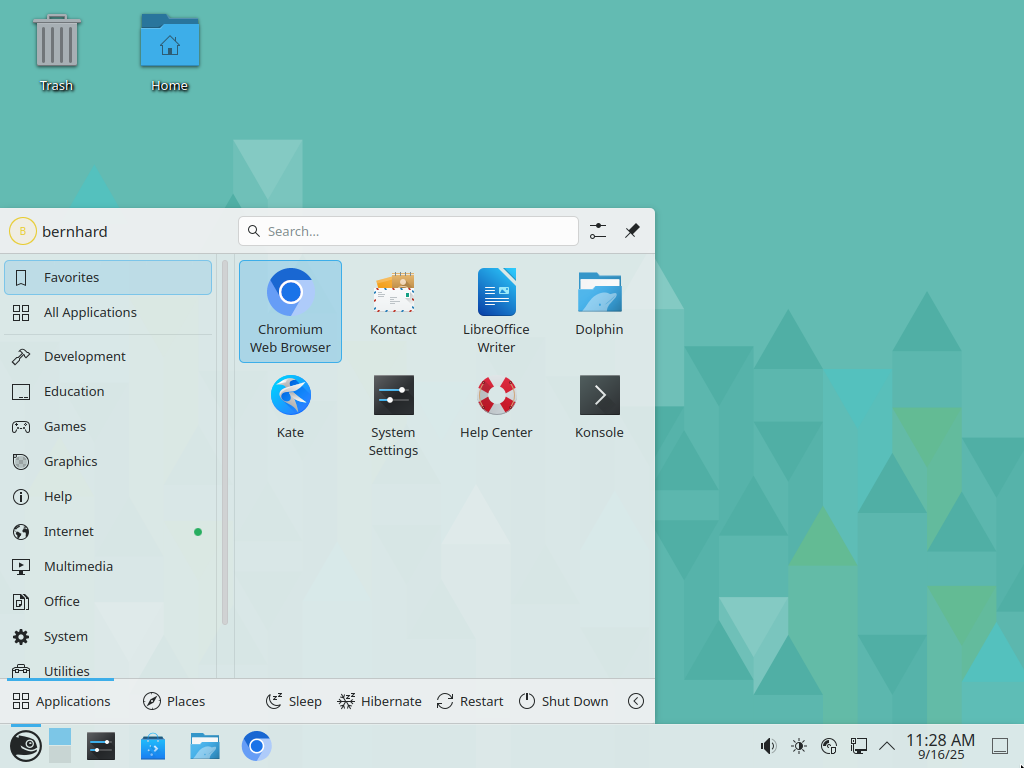 Trash
Home
B
bernhard
Search...
Favorites
All Applications
Development
Education
Games
Graphics
Help
Internet
Multimedia
Office
System
Utilities
Chromium
Web Browser
Kontact
LibreOffice
Writer
Dolphin
Kate
System
Settings
Help Center
Konsole
Applications
Places
Sleep
Hibernate
Restart
Shut Down
11:28 AM
9/16/25